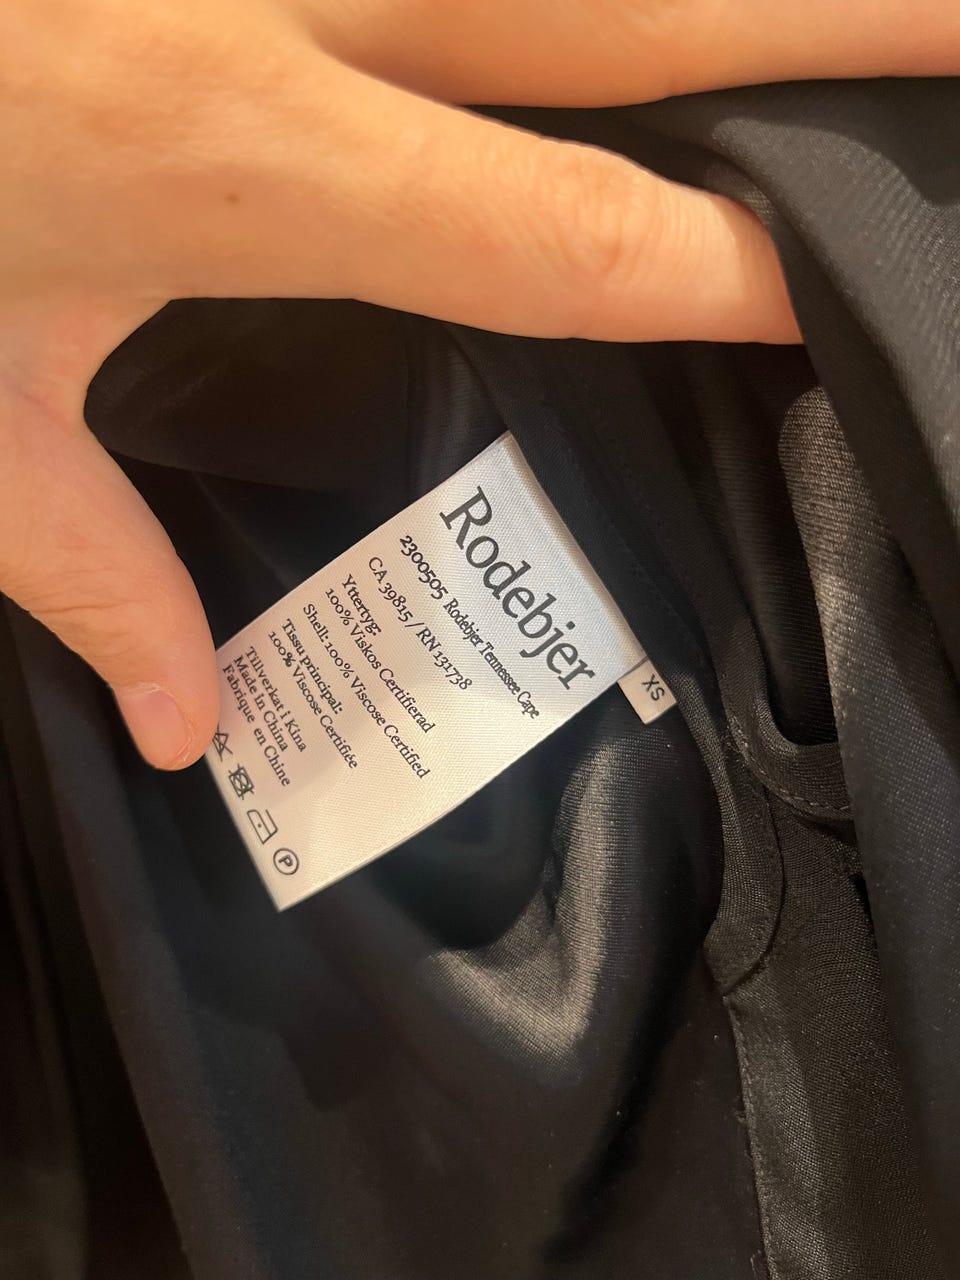 Rodebjer
2300505 Rodebjer Tennessee Cape
CA 39815 / RN 131738
Yttertyg:
100% Viskos Certifierad
Shell: 100% Viscose Certified
Tissu principal:
100% Viscose Certifiée
Tillverkat i Kina
Made in China
Fabrique en Chine
P
XS